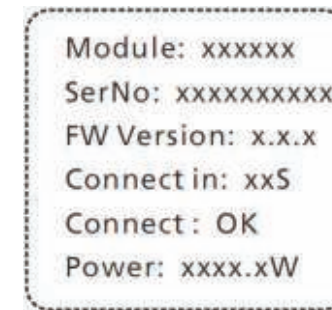 Module: xxxxxx
SerNo: xxxxxxxxxx
FW Version: x.x.x
Connect in: xxS
Connect : OK
Power: xxxx.xW